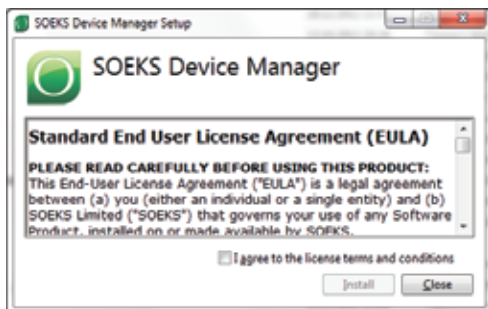 SOEKS Device Manager Setup
SOEKS Device Manager
Standard End User License Agreement (EULA)
PLEASE READ CAREFULLY BEFORE USING THIS PRODUCT:
This End-User License Agreement ("EULA") is a legal agreement
between (a) you (either an individual or a single entity) and (b)
SOEKS Limited ("SOEKS") that governs your use of any Software
Product, installed on or made available by SOEKS.
I agree to the license terms and conditions
Install
Close